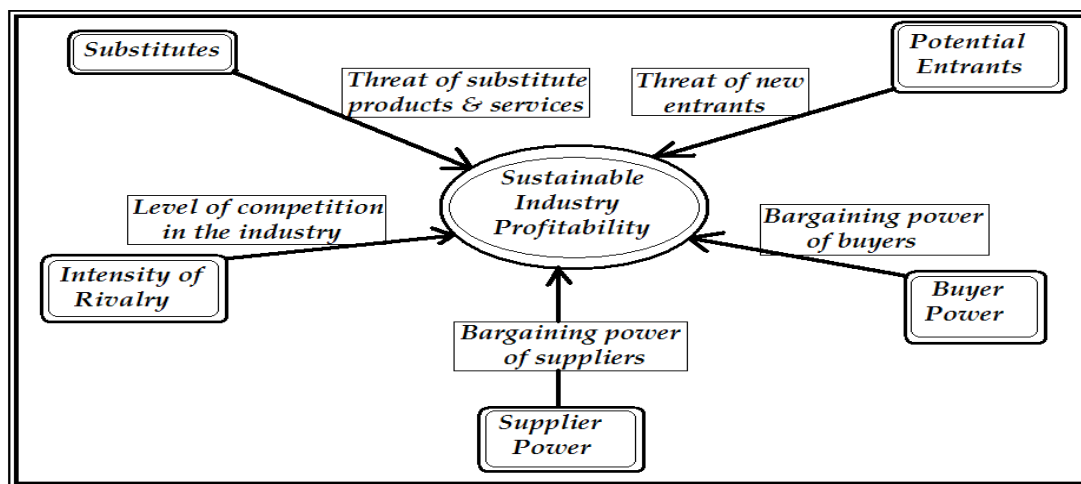 Substitutes
Potential
Entrants
Threat of substitute
products & services
Threat of new
entrants
Sustainable
Industry
Profitability
Level of competition
in the industry
Bargaining power
of buyers
Intensity of
Rivalry
Buyer
Power
Bargaining power
of suppliers
Supplier
Power